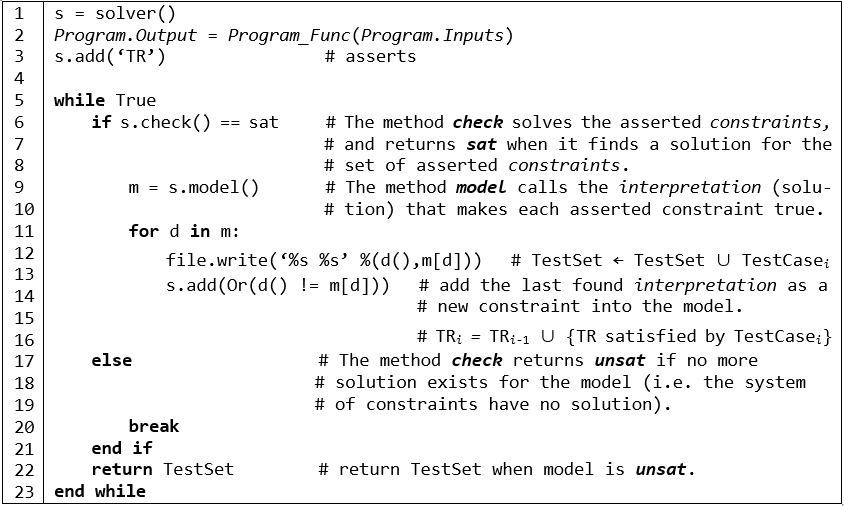 1 s = solver()
2 Program.Output = Program_Func(Program.Inputs)
3 s.add(‘TR’) # asserts
4
5 while True
6 if s.check() == sat # The method check solves the asserted constraints,
7 # and returns sat when it finds a solution for the
8 # set of asserted constraints.
9 m = s.model() # The method model calls the interpretation (solu-
10 # tion) that makes each asserted constraint true.
11 for d in m:
12 file.write(‘%s %s’ %(d(),m[d])) # TestSet ← TestSet ∪ TestCaseᵢ
13 s.add(Or(d() != m[d])) # add the last found interpretation as a
14 # new constraint into the model.
15
16 # TRᵢ = TRᵢ₋₁ ∪ {TR satisfied by TestCaseᵢ}
17 else # The method check returns unsat if no more
18 # solution exists for the model (i.e. the system
19 # of constraints have no solution).
20 break
21 end if
22 return TestSet # return TestSet when model is unsat.
23 end while